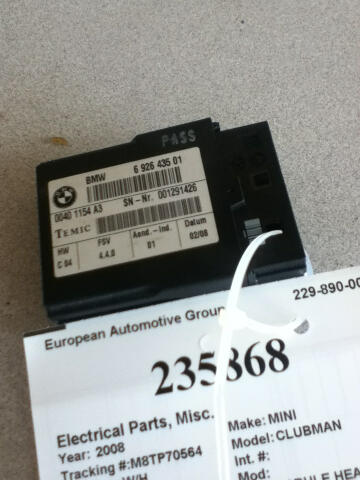 PASS
BMW 6 926 435 01
0040 1154 A3 SN-Nr. 001291426
TEMIC
HW FSV Aend.-Ind. Datum
C 04 4.4.0 01 02/08
European Automotive Group 229-890-00
235868
Electrical Parts, Misc.
Year: 2008 Make: MINI
Tracking #:M8TP70564 Model: CLUBMAN
W/H Int. #:
Mod: